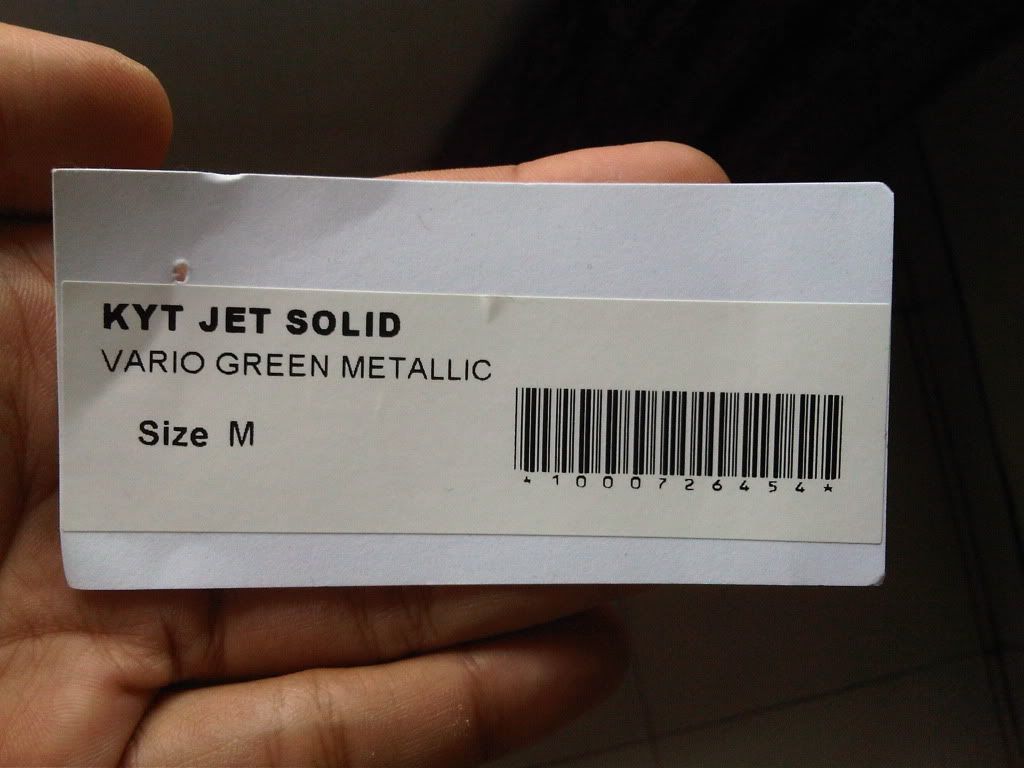 KYT JET SOLID
VARIO GREEN METALLIC
Size M
*1000726454*